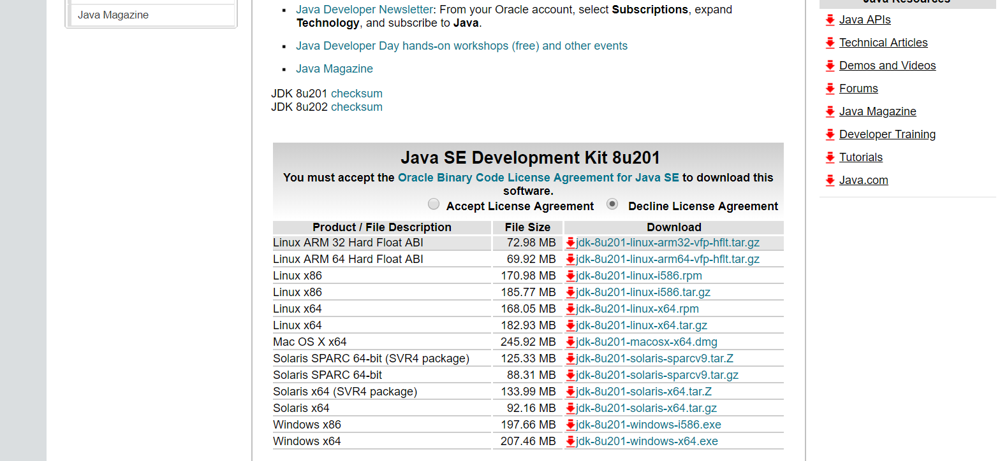 Java Magazine
Java Developer Newsletter: From your Oracle account, select Subscriptions, expand
Technology, and subscribe to Java.
Java Developer Day hands-on workshops (free) and other events
Java Magazine
JDK 8u201 checksum
JDK 8u202 checksum
Java SE Development Kit 8u201
You must accept the Oracle Binary Code License Agreement for Java SE to download this
software.
Accept License Agreement Decline License Agreement
Product / File Description File Size Download
Linux ARM 32 Hard Float ABI 72.98 MB jdk-8u201-linux-arm32-vfp-hflt.tar.gz
Linux ARM 64 Hard Float ABI 69.92 MB jdk-8u201-linux-arm64-vfp-hflt.tar.gz
Linux x86 170.98 MB jdk-8u201-linux-i586.rpm
Linux x86 185.77 MB jdk-8u201-linux-i586.tar.gz
Linux x64 168.05 MB jdk-8u201-linux-x64.rpm
Linux x64 182.93 MB jdk-8u201-linux-x64.tar.gz
Mac OS X x64 245.92 MB jdk-8u201-macosx-x64.dmg
Solaris SPARC 64-bit (SVR4 package) 125.33 MB jdk-8u201-solaris-sparcv9.tar.Z
Solaris SPARC 64-bit 88.31 MB jdk-8u201-solaris-sparcv9.tar.gz
Solaris x64 (SVR4 package) 133.99 MB jdk-8u201-solaris-x64.tar.Z
Solaris x64 92.16 MB jdk-8u201-solaris-x64.tar.gz
Windows x86 197.66 MB jdk-8u201-windows-i586.exe
Windows x64 207.46 MB jdk-8u201-windows-x64.exe
Java Resources
Java APIs
Technical Articles
Demos and Videos
Forums
Java Magazine
Developer Training
Tutorials
Java.com